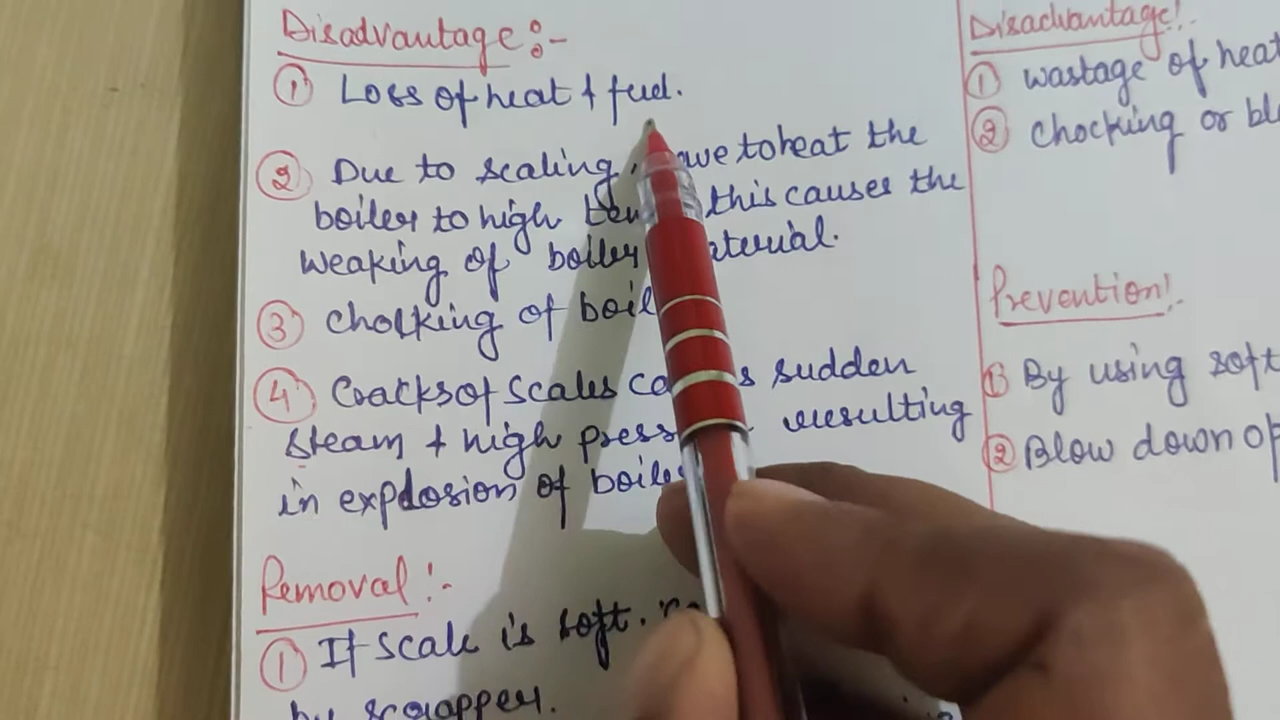 Disadvantage :-
① Loss of heat & fuel.
② Due to scaling, we to heat the
boiler to high this causes the
weaking of boiler
③ Chocking of
④ Cracks of scales sudden
steam + high resulting
in explosion of
Removal :-
① If scale is soft.
by scrapper.
Disadvantage :-
① wastage of heat
② chocking or
Prevention :-
① By using soft
② Blow down